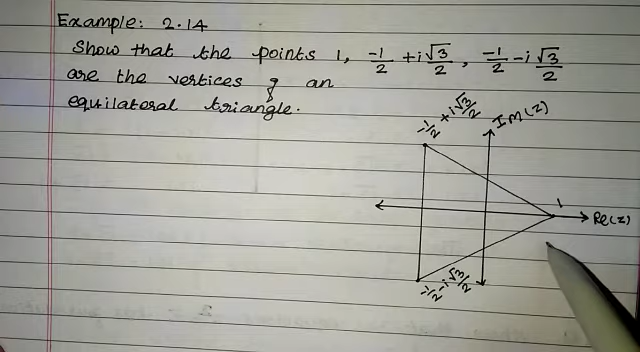 Example: 2.14
Show that the points 1, -1/2 + i√3/2, -1/2 - i√3/2
are the vertices of an
equilateral triangle.
-1/2 + i√3/2
Im(z)
1
Re(z)
-1/2 - i√3/2